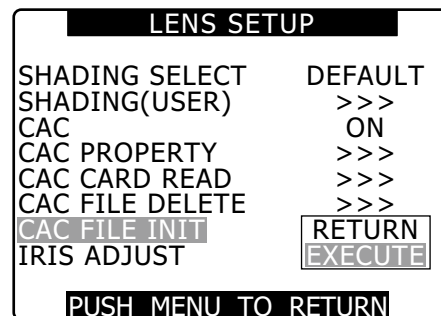 LENS SETUP
SHADING SELECT DEFAULT
SHADING(USER) >>>
CAC ON
CAC PROPERTY >>>
CAC CARD READ >>>
CAC FILE DELETE >>>
CAC FILE INIT RETURN
IRIS ADJUST EXECUTE
PUSH MENU TO RETURN